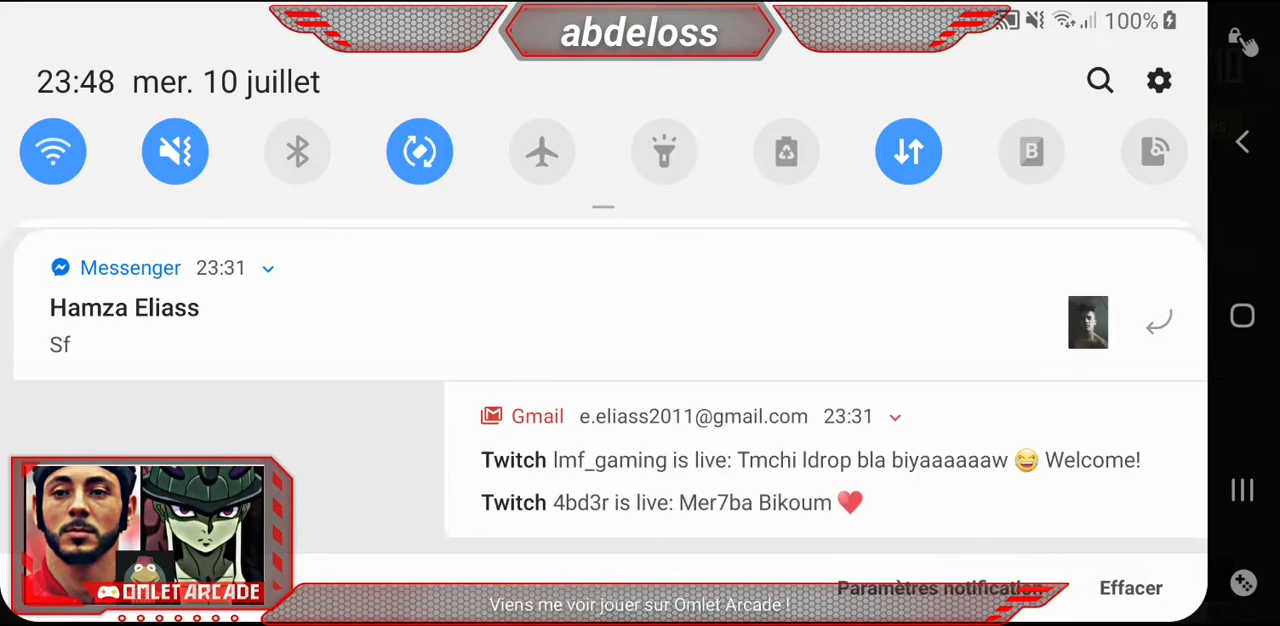 abdeloss
100%
23:48 mer. 10 juillet
B
Messenger 23:31
Hamza Eliass
Sf
Gmail e.eliass2011@gmail.com 23:31
Twitch lmf_gaming is live: Tmchi ldrop bla biyaaaaaaw 😂 Welcome!
Twitch 4bd3r is live: Mer7ba Bikoum ❤️
OMLET ARCADE
Paramètres notification Effacer
Viens me voir jouer sur Omlet Arcade !